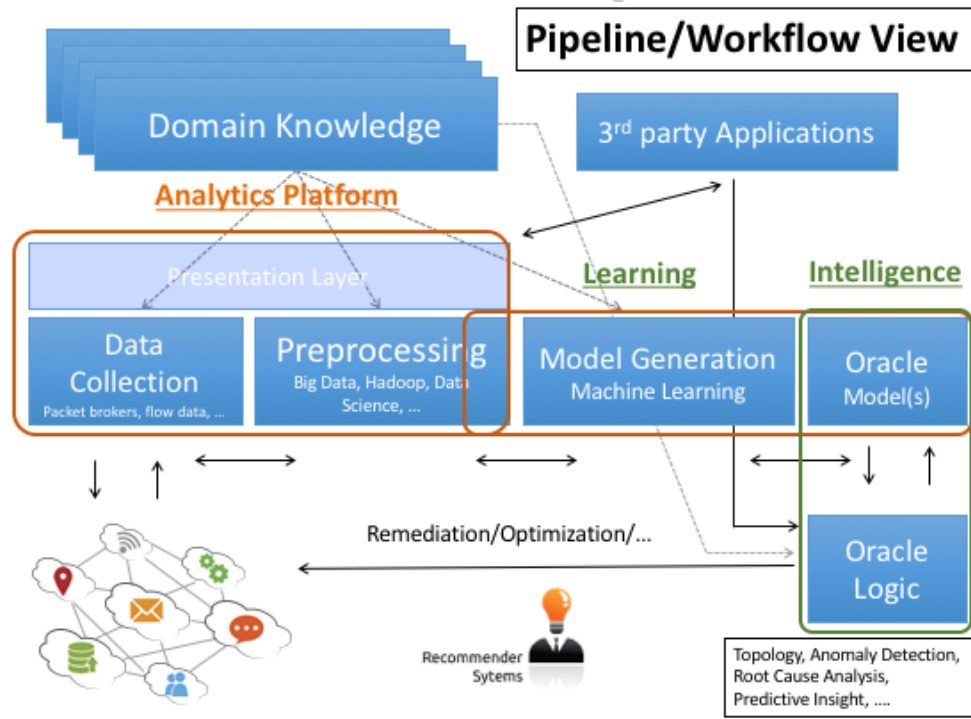 Pipeline/Workflow View
Domain Knowledge
3rd party Applications
Analytics Platform
Presentation Layer
Learning
Intelligence
Data
Collection
Packet brokers, flow data, ...
Preprocessing
Big Data, Hadoop, Data
Science, ...
Model Generation
Machine Learning
Oracle
Model(s)
Remediation/Optimization/...
Oracle
Logic
Recommender
Sytems
Topology, Anomaly Detection,
Root Cause Analysis,
Predictive Insight, ....